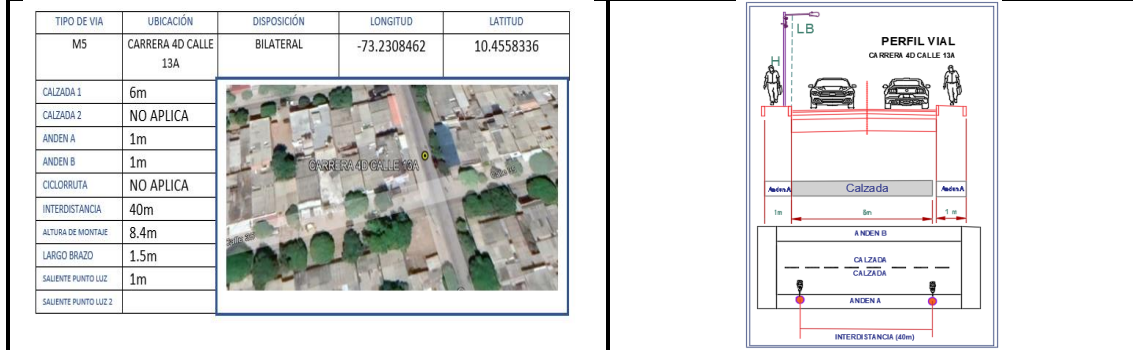 TIPO DE VIA UBICACIÓN DISPOSICIÓN LONGITUD LATITUD
M5 CARRERA 4D CALLE 13A BILATERAL -73.2308462 10.4558336
CALZADA 1 6m
CALZADA 2 NO APLICA
ANDEN A 1m
ANDEN B 1m
CICLORRUTA NO APLICA
INTERDISTANCIA 40m
ALTURA DE MONTAJE 8.4m
LARGO BRAZO 1.5m
SALIENTE PUNTO LUZ 1m
SALIENTE PUNTO LUZ 2
CARRERA 4D CALLE 13A
LB
H
PERFIL VIAL
CARRERA 4D CALLE 13A
Anden A Calzada Anden A
1m 1 m
ANDEN B
CALZADA
CALZADA
ANDEN A
INTERDISTANCIA (40m)